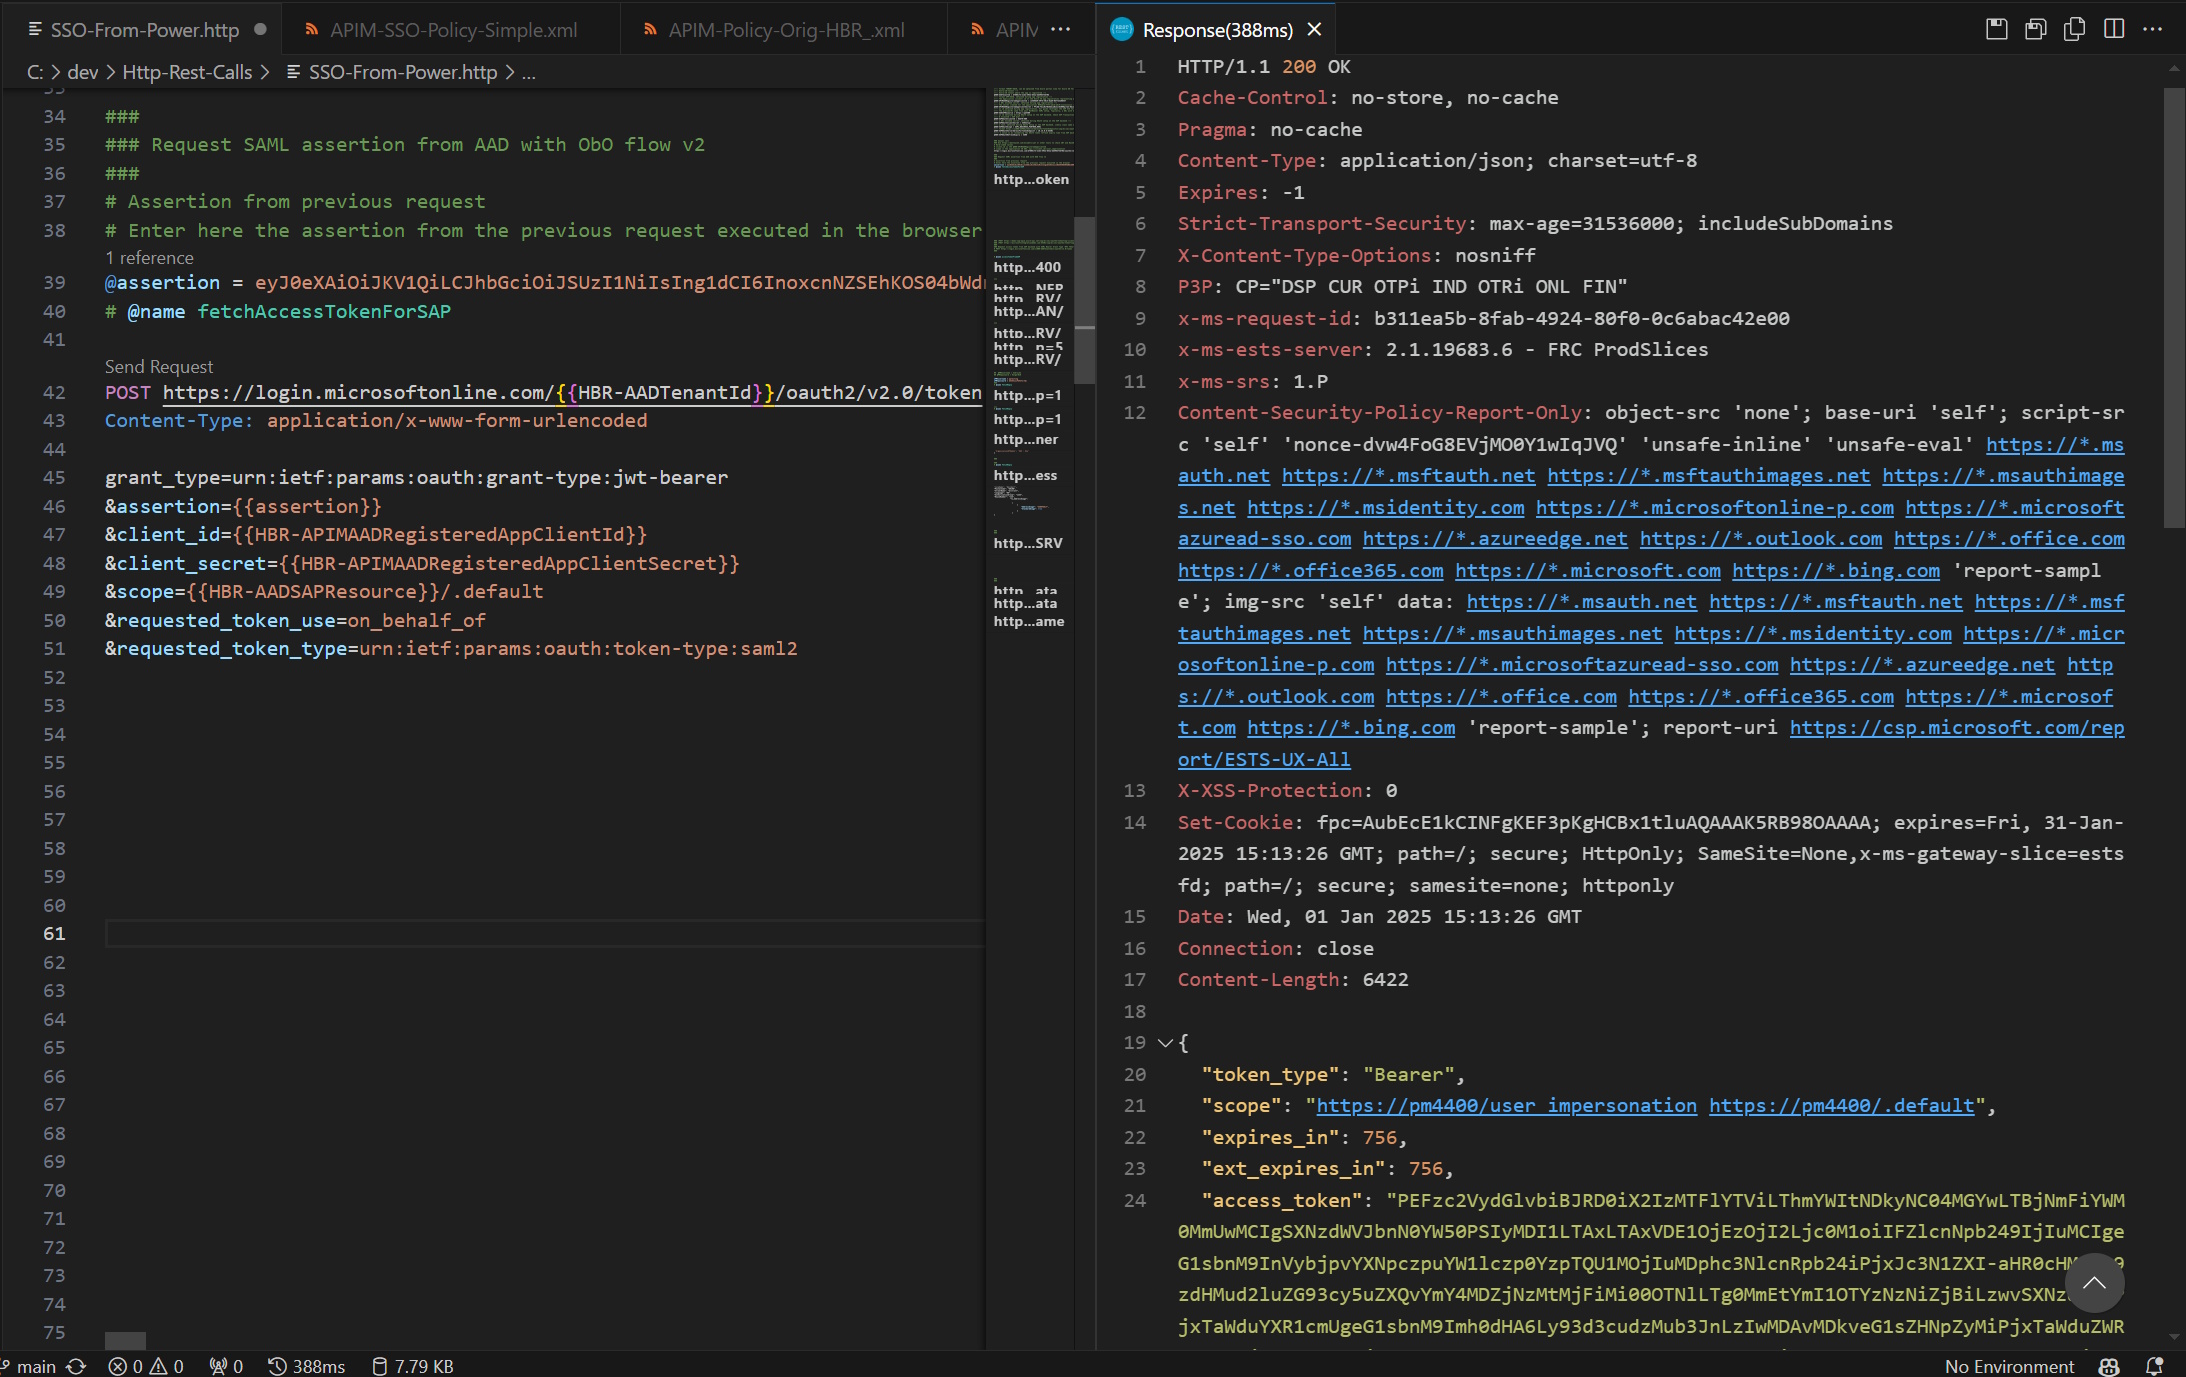 SSO-From-Power.http
APIM-SSO-Policy-Simple.xml
APIM-Policy-Orig-HBR_.xml
APIM
C: > dev > Http-Rest-Calls > SSO-From-Power.http > ...
34 ###
35 ### Request SAML assertion from AAD with ObO flow v2
36 ###
37 # Assertion from previous request
38 # Enter here the assertion from the previous request executed in the browser
1 reference
39 @assertion = eyJ0eXAiOiJKV1QiLCJhbGciOiJSUzI1NiIsIng1dCI6InoxcnNZSEhKOS04bWdn
40 # @name fetchAccessTokenForSAP
41
Send Request
42 POST https://login.microsoftonline.com/{{HBR-AADTenantId}}/oauth2/v2.0/token
43 Content-Type: application/x-www-form-urlencoded
44
45 grant_type=urn:ietf:params:oauth:grant-type:jwt-bearer
46 &assertion={{assertion}}
47 &client_id={{HBR-APIMAADRegisteredAppClientId}}
48 &client_secret={{HBR-APIMAADRegisteredAppClientSecret}}
49 &scope={{HBR-AADSAPResource}}/.default
50 &requested_token_use=on_behalf_of
51 &requested_token_type=urn:ietf:params:oauth:token-type:saml2
52
53
54
55
56
57
58
59
60
61
62
63
64
65
66
67
68
69
70
71
72
73
74
75
http...oken
http...400
http...RV/
http...AN/
http...RV/
http...p=5
http...RV/
http...p=1
http...p=1
http...ner
http...ess
http...SRV
http...ata
http...ata
http...ame
Response(388ms)
1 HTTP/1.1 200 OK
2 Cache-Control: no-store, no-cache
3 Pragma: no-cache
4 Content-Type: application/json; charset=utf-8
5 Expires: -1
6 Strict-Transport-Security: max-age=31536000; includeSubDomains
7 X-Content-Type-Options: nosniff
8 P3P: CP="DSP CUR OTPi IND OTRi ONL FIN"
9 x-ms-request-id: b311ea5b-8fab-4924-80f0-0c6abac42e00
10 x-ms-ests-server: 2.1.19683.6 - FRC ProdSlices
11 x-ms-srs: 1.P
12 Content-Security-Policy-Report-Only: object-src 'none'; base-uri 'self'; script-sr
c 'self' 'nonce-dvw4FoG8EVjMO0Y1wIqJVQ' 'unsafe-inline' 'unsafe-eval' https://*.ms
auth.net https://*.msftauth.net https://*.msftauthimages.net https://*.msauthimage
s.net https://*.msidentity.com https://*.microsoftonline-p.com https://*.microsoft
azuread-sso.com https://*.azureedge.net https://*.outlook.com https://*.office.com
https://*.office365.com https://*.microsoft.com https://*.bing.com 'report-sampl
e'; img-src 'self' data: https://*.msauth.net https://*.msftauth.net https://*.msf
tauthimages.net https://*.msauthimages.net https://*.msidentity.com https://*.micr
osoftonline-p.com https://*.microsoftazuread-sso.com https://*.azureedge.net http
s://*.outlook.com https://*.office.com https://*.office365.com https://*.microsof
t.com https://*.bing.com 'report-sample'; report-uri https://csp.microsoft.com/rep
ort/ESTS-UX-All
13 X-XSS-Protection: 0
14 Set-Cookie: fpc=AubEcE1kCINFgKEF3pKgHCBx1tluAQAAAK5RB98OAAAA; expires=Fri, 31-Jan-
2025 15:13:26 GMT; path=/; secure; HttpOnly; SameSite=None,x-ms-gateway-slice=ests
fd; path=/; secure; samesite=none; httponly
15 Date: Wed, 01 Jan 2025 15:13:26 GMT
16 Connection: close
17 Content-Length: 6422
18
19 {
20 "token_type": "Bearer",
21 "scope": "https://pm4400/user_impersonation https://pm4400/.default",
22 "expires_in": 756,
23 "ext_expires_in": 756,
24 "access_token": "PEFzc2VydGlvbiBJRD0iX2IzMTFlYTViLThmYWItNDkyNC04MGYwLTBjNmFiYWM
0MmUwMCIgSXNzdWVJbnN0YW50PSIyMDI1LTAxLTAxVDE1OjEzOjI2Ljc0M1oiIFZlcnNpb249IjIuMCIge
G1sbnM9InVybjpvYXNpczpuYW1lczp0YzpTQU1MOjIuMDphc3NlcnRpb24iPjxJc3N1ZXI-aHR0cHM
zdHMud2luZG93cy5uZXQvYmY4MDZjNzMtMjFiMi00OTNlLTg0MmEtYmI1OTYzNzNiZjBiLzwvSXNz
jxTaWduYXR1cmUgeG1sbnM9Imh0dHA6Ly93d3cudzMub3JnLzIwMDAvMDkveG1sZHNpZyMiPjxTaWduZWR
main
0
0
0
388ms
7.79 KB
No Environment